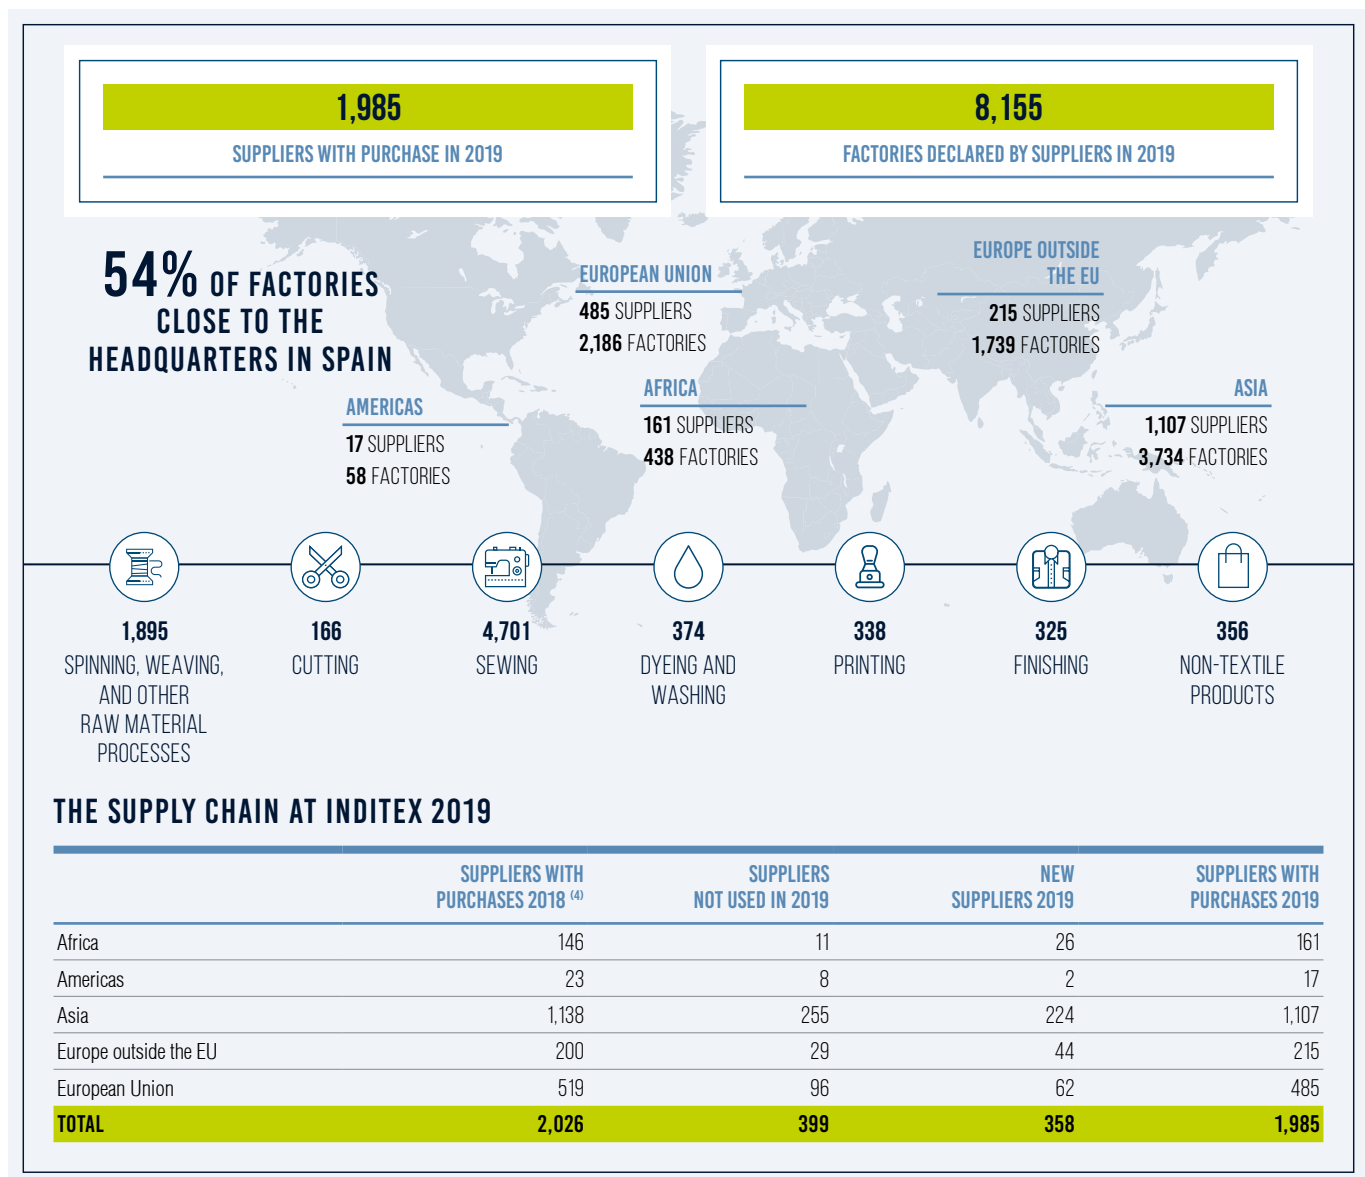 1,985
SUPPLIERS WITH PURCHASE IN 2019
8,155
FACTORIES DECLARED BY SUPPLIERS IN 2019
54% OF FACTORIES
CLOSE TO THE
HEADQUARTERS IN SPAIN
EUROPEAN UNION
485 SUPPLIERS
2,186 FACTORIES
EUROPE OUTSIDE
THE EU
215 SUPPLIERS
1,739 FACTORIES
AMERICAS
17 SUPPLIERS
58 FACTORIES
AFRICA
161 SUPPLIERS
438 FACTORIES
ASIA
1,107 SUPPLIERS
3,734 FACTORIES
1,895
SPINNING, WEAVING,
AND OTHER
RAW MATERIAL
PROCESSES
166
CUTTING
4,701
SEWING
374
DYEING AND
WASHING
338
PRINTING
325
FINISHING
356
NON-TEXTILE
PRODUCTS
THE SUPPLY CHAIN AT INDITEX 2019
SUPPLIERS WITH
PURCHASES 2018 (4)
SUPPLIERS
NOT USED IN 2019
NEW
SUPPLIERS 2019
SUPPLIERS WITH
PURCHASES 2019
Africa 146 11 26 161
Americas 23 8 2 17
Asia 1,138 255 224 1,107
Europe outside the EU 200 29 44 215
European Union 519 96 62 485
TOTAL 2,026 399 358 1,985